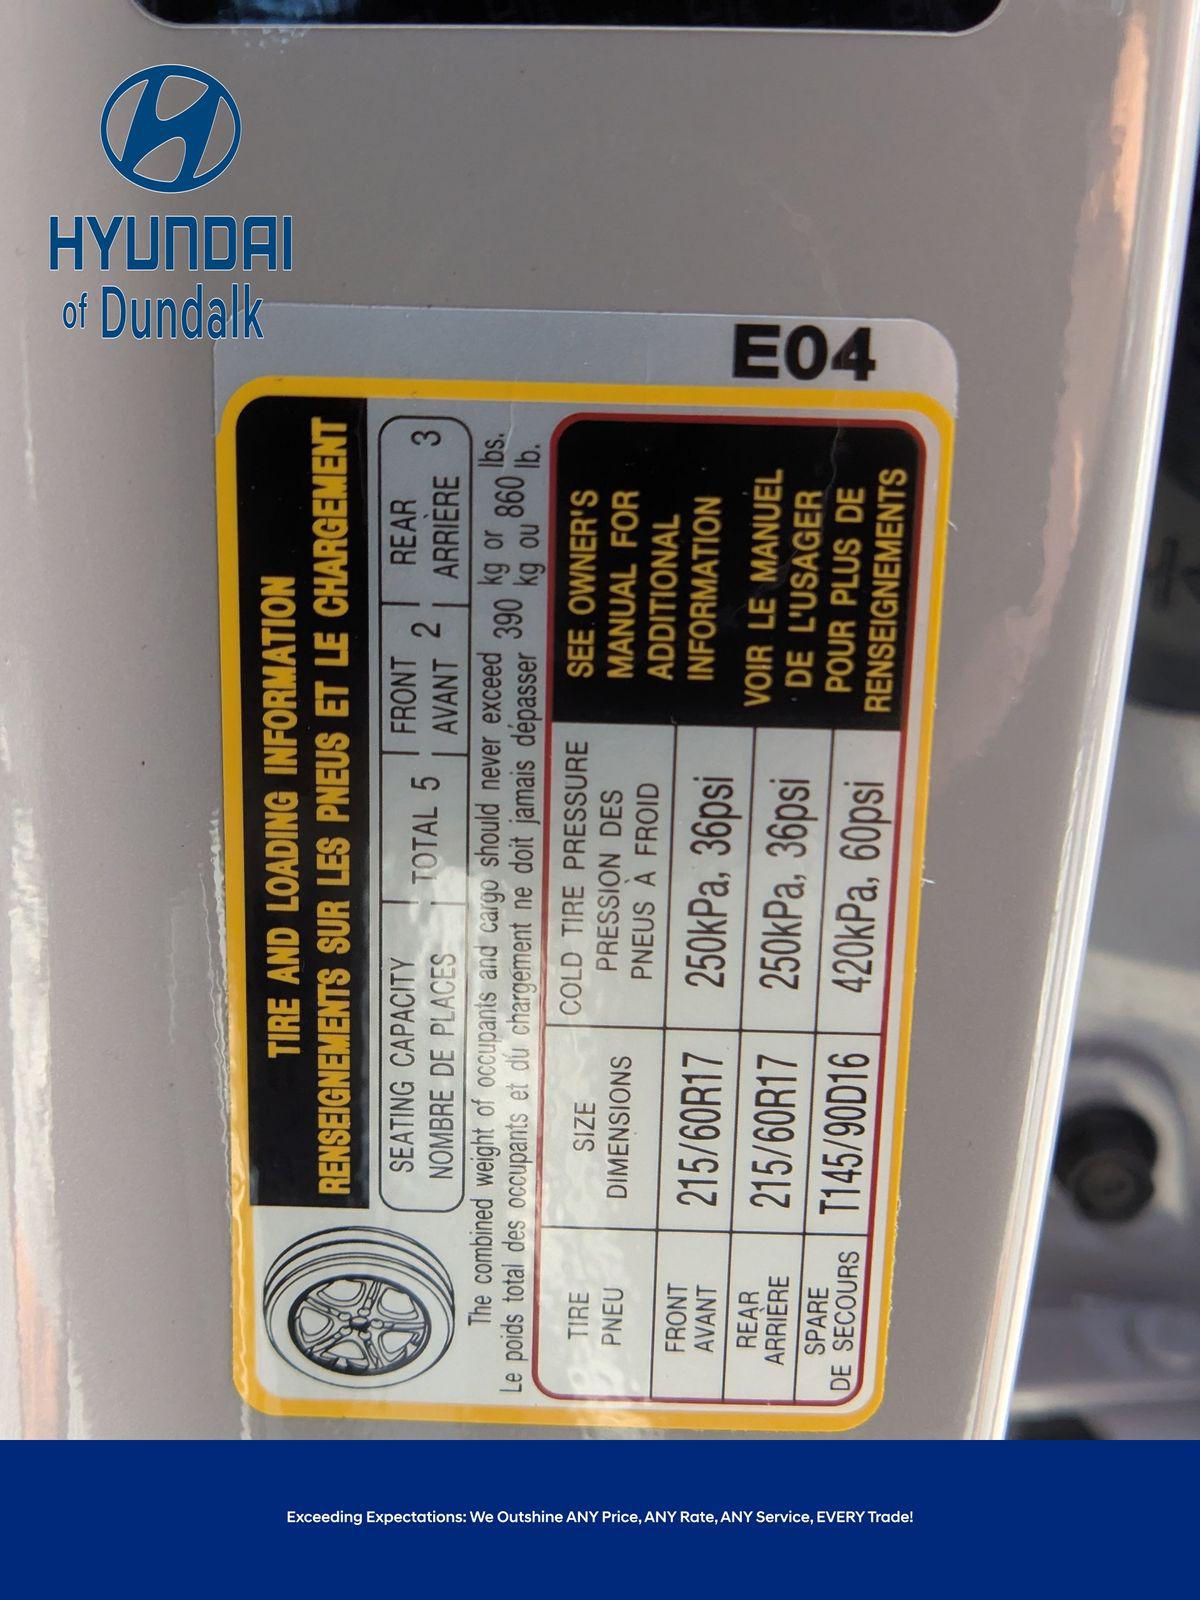 HYUNDAI
of Dundalk
E04
TIRE AND LOADING INFORMATION
RENSEIGNEMENTS SUR LES PNEUS ET LE CHARGEMENT
SEATING CAPACITY TOTAL 5 FRONT 2 REAR 3
NOMBRE DE PLACES AVANT ARRIÈRE
The combined weight of occupants and cargo should never exceed 390 kg or 860 lbs.
Le poids total des occupants et du chargement ne doit jamais dépasser 390 kg ou 860 lb.
TIRE SIZE COLD TIRE PRESSURE
PNEU DIMENSIONS PRESSION DES
PNEUS À FROID
FRONT 215/60R17 250kPa, 36psi
AVANT
REAR 215/60R17 250kPa, 36psi
ARRIÈRE
SPARE T145/90D16 420kPa, 60psi
DE SECOURS
SEE OWNER'S
MANUAL FOR
ADDITIONAL
INFORMATION
VOIR LE MANUEL
DE L'USAGER
POUR PLUS DE
RENSEIGNEMENTS
Exceeding Expectations: We Outshine ANY Price, ANY Rate, ANY Service, EVERY Trade!